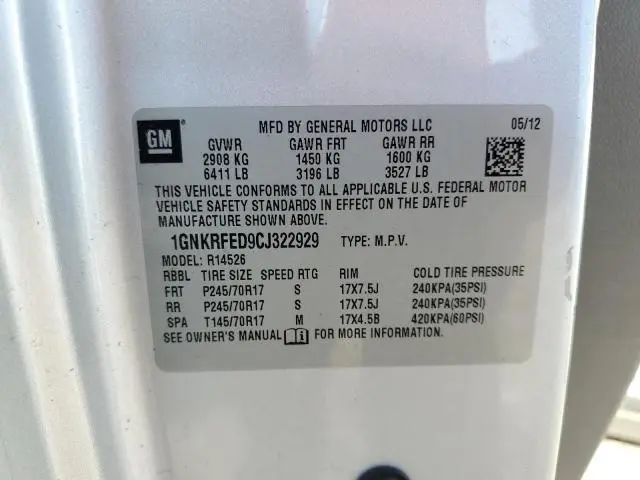 GM
MFD BY GENERAL MOTORS LLC 05/12
GVWR GAWR FRT GAWR RR
2908 KG 1450 KG 1600 KG
6411 LB 3196 LB 3527 LB
THIS VEHICLE CONFORMS TO ALL APPLICABLE U.S. FEDERAL MOTOR
VEHICLE SAFETY STANDARDS IN EFFECT ON THE DATE OF
MANUFACTURE SHOWN ABOVE.
1GNKRFED9CJ322929 TYPE: M.P.V.
MODEL: R14526
RBBL TIRE SIZE SPEED RTG RIM COLD TIRE PRESSURE
FRT P245/70R17 S 17X7.5J 240KPA(35PSI)
RR P245/70R17 S 17X7.5J 240KPA(35PSI)
SPA T145/70R17 M 17X4.5B 420KPA(60PSI)
SEE OWNER'S MANUAL FOR MORE INFORMATION.